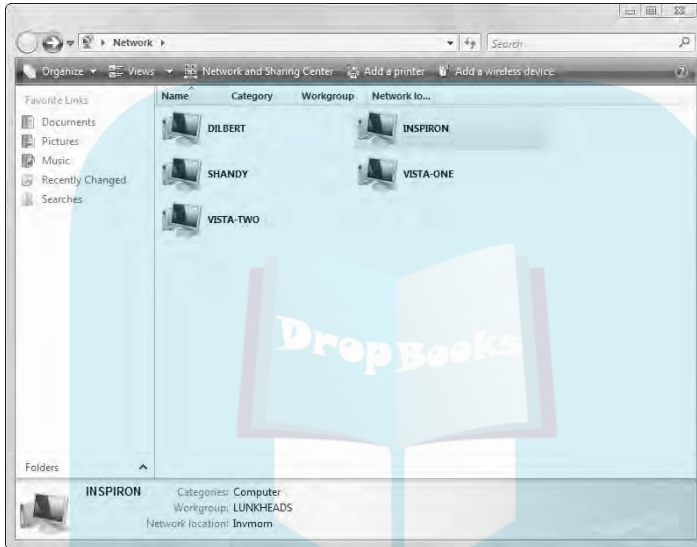 Network
Search
Organize Views Network and Sharing Center Add a printer Add a wireless device
Favorite Links
Documents
Pictures
Music
Recently Changed
Searches
Folders
Name Category Workgroup Network lo...
DILBERT INSPIRON
SHANDY VISTA-ONE
VISTA-TWO
DropBooks
INSPIRON
Categories: Computer
Workgroup: LUNKHEADS
Network location: Invmom